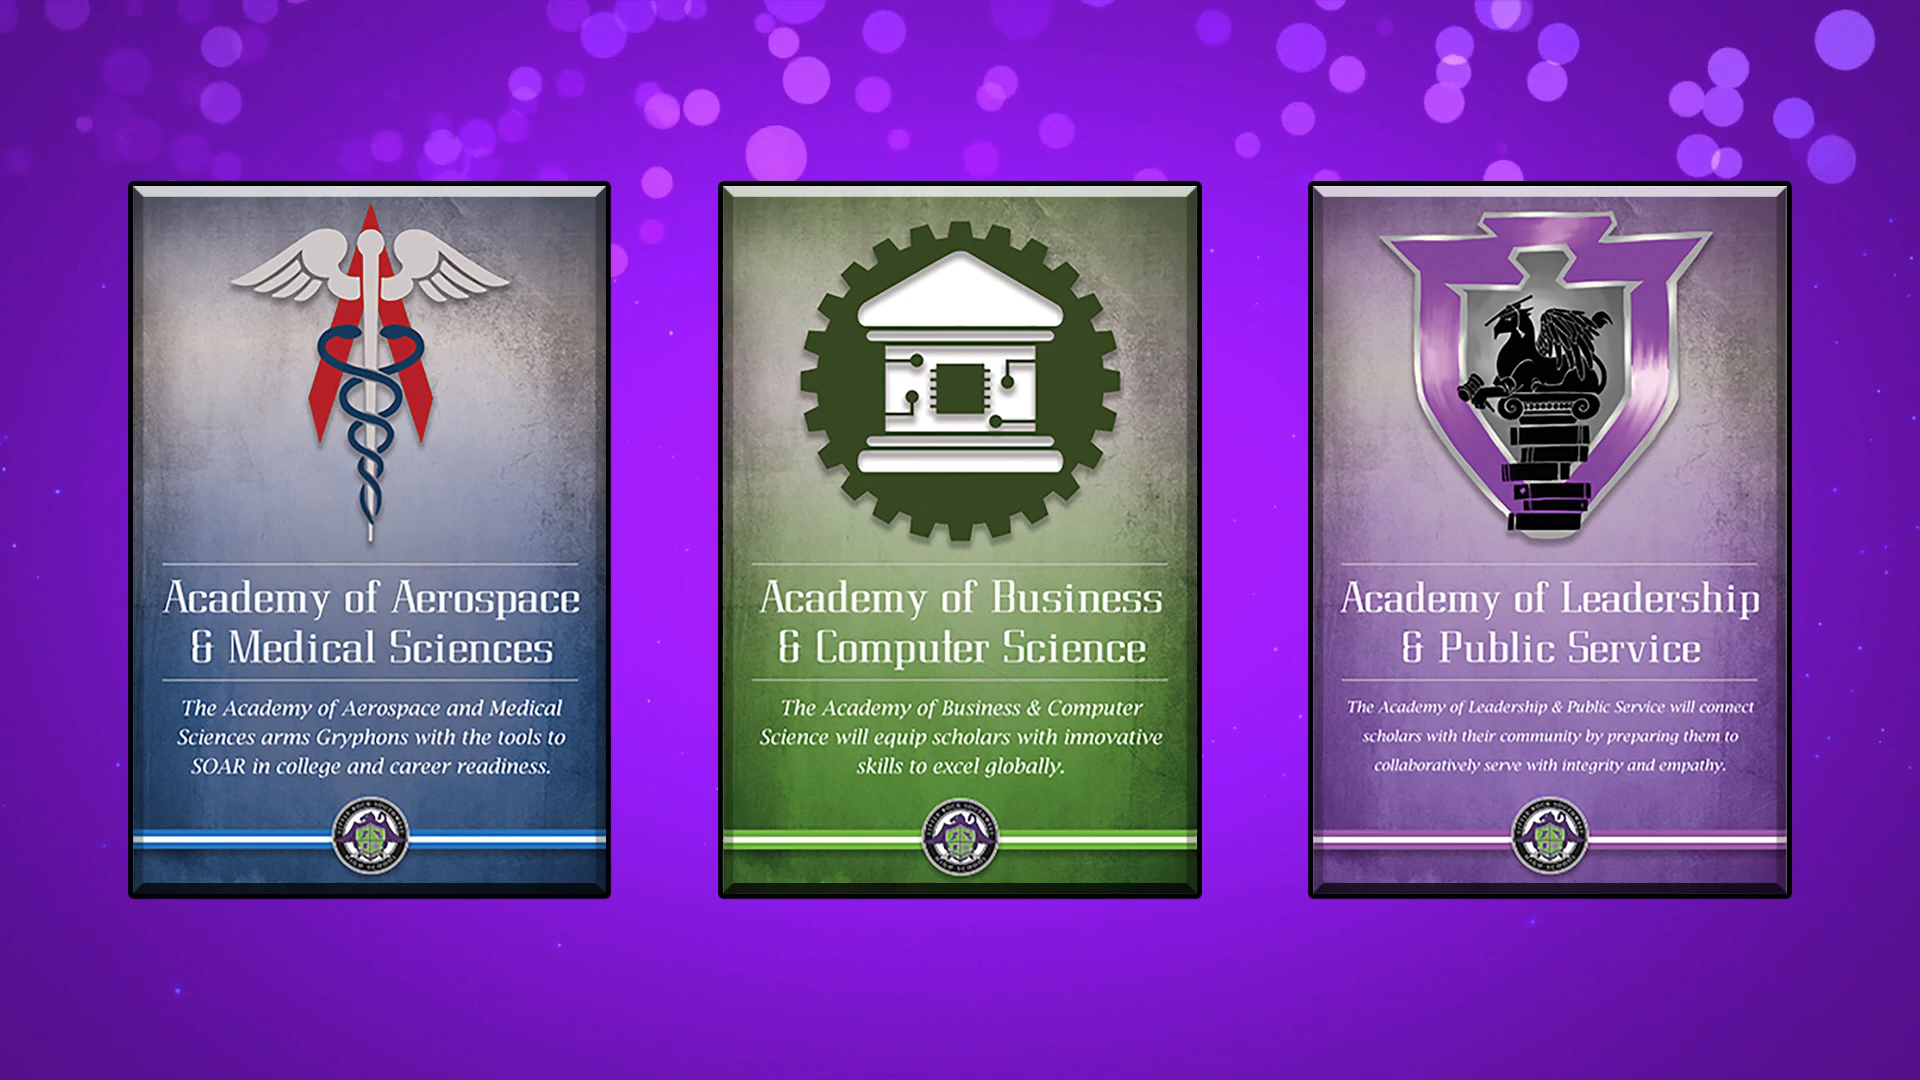 Academy of Aerospace
& Medical Sciences
The Academy of Aerospace and Medical
Sciences arms Gryphons with the tools to
SOAR in college and career readiness.
Academy of Business
& Computer Science
The Academy of Business & Computer
Science will equip scholars with innovative
skills to excel globally.
Academy of Leadership
& Public Service
The Academy of Leadership & Public Service will connect
scholars with their community by preparing them to
collaboratively serve with integrity and empathy.